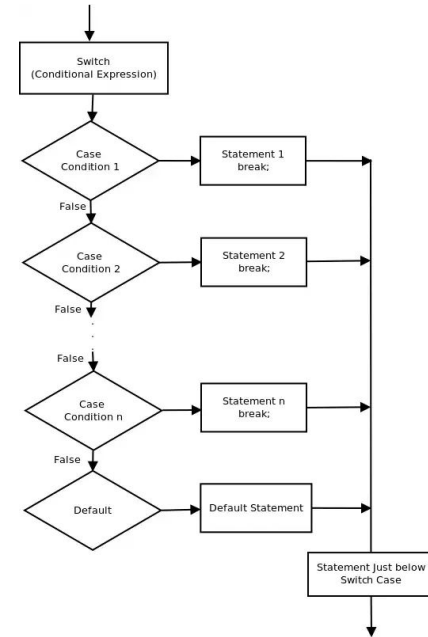 Switch
(Conditional Expression)
Case
Condition 1
Statement 1
break;
False
Case
Condition 2
Statement 2
break;
False
False
Case
Condition n
Statement n
break;
False
Default
Default Statement
Statement Just below
Switch Case